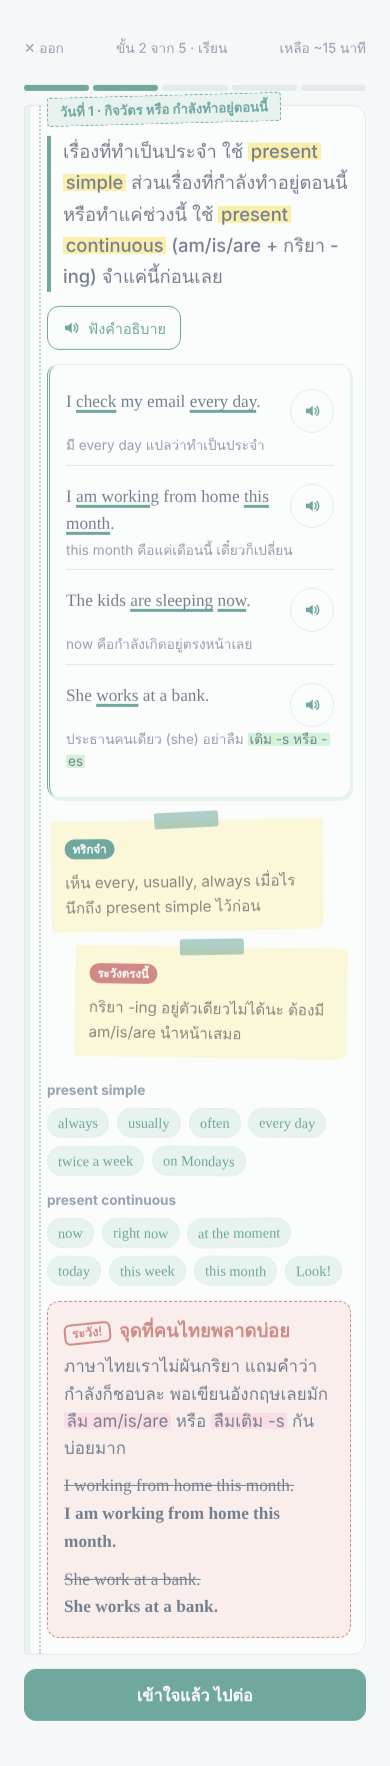 ✕ ออก
ขั้น 2 จาก 5 · เรียน
เหลือ ~15 นาที
วันที่ 1 · กิจวัตร หรือ กำลังทำอยู่ตอนนี้
เรื่องที่ทำเป็นประจำ ใช้ present
simple ส่วนเรื่องที่กำลังทำอยู่ตอนนี้
หรือทำแค่ช่วงนี้ ใช้ present
continuous (am/is/are + กริยา -
ing) จำแค่นี้ก่อนเลย
ฟังคำอธิบาย
I check my email every day.
มี every day แปลว่าทำเป็นประจำ
I am working from home this
month.
this month คือแค่เดือนนี้ เดี๋ยวก็เปลี่ยน
The kids are sleeping now.
now คือกำลังเกิดอยู่ตรงหน้าเลย
She works at a bank.
ประธานคนเดียว (she) อย่าลืม เติม -s หรือ -
es
ทริกจำ
เห็น every, usually, always เมื่อไร
นึกถึง present simple ไว้ก่อน
ระวังตรงนี้
กริยา -ing อยู่ตัวเดียวไม่ได้นะ ต้องมี
am/is/are นำหน้าเสมอ
present simple
always usually often every day
twice a week on Mondays
present continuous
now right now at the moment
today this week this month Look!
ระวัง! จุดที่คนไทยพลาดบ่อย
ภาษาไทยเราไม่ผันกริยา แถมคำว่า
กำลังก็ชอบละ พอเขียนอังกฤษเลยมัก
ลืม am/is/are หรือ ลืมเติม -s กัน
บ่อยมาก
I working from home this month.
I am working from home this
month.
She work at a bank.
She works at a bank.
เข้าใจแล้ว ไปต่อ